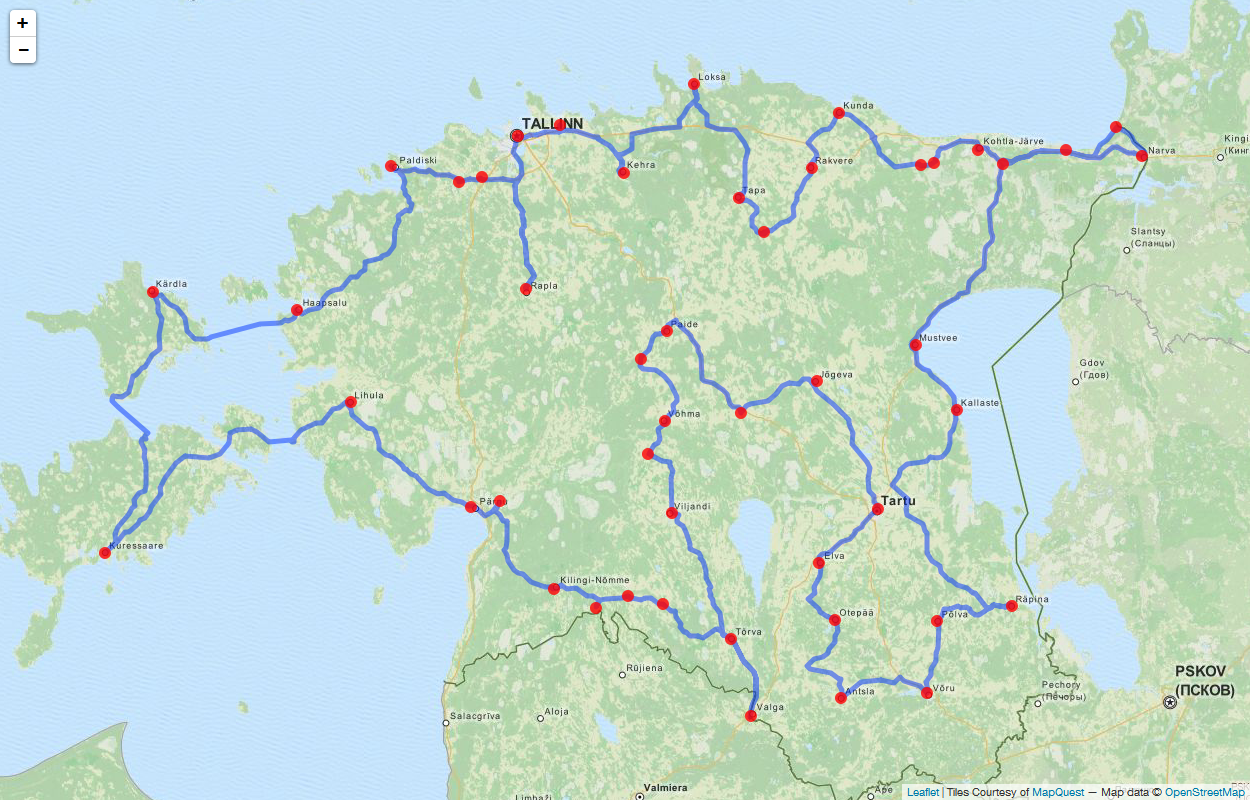 +
−
Loksa
Kunda
TALLINN
Kohtla-Järve
Narva
Kingi
(Кинг
Paldiski
Kehra
Rakvere
Tapa
Slantsy
(Сланцы)
Kärdla
Rapla
Haapsalu
Paide
Mustvee
Gdov
(Гдов)
Jõgeva
Lihula
Kallaste
Võhma
Pärnu
Viljandi
Tartu
Kuressaare
Elva
Kilingi-Nõmme
Räpina
Otepää
Põlva
Tõrva
Rūjiena
PSKOV
(ПСКОВ)
Pechory
(Печоры)
Antsla
Võru
Valga
Salacgrīva
Aloja
Valmiera
Limbaži
Ape
Leaflet | Tiles Courtesy of MapQuest — Map data © OpenStreetMap